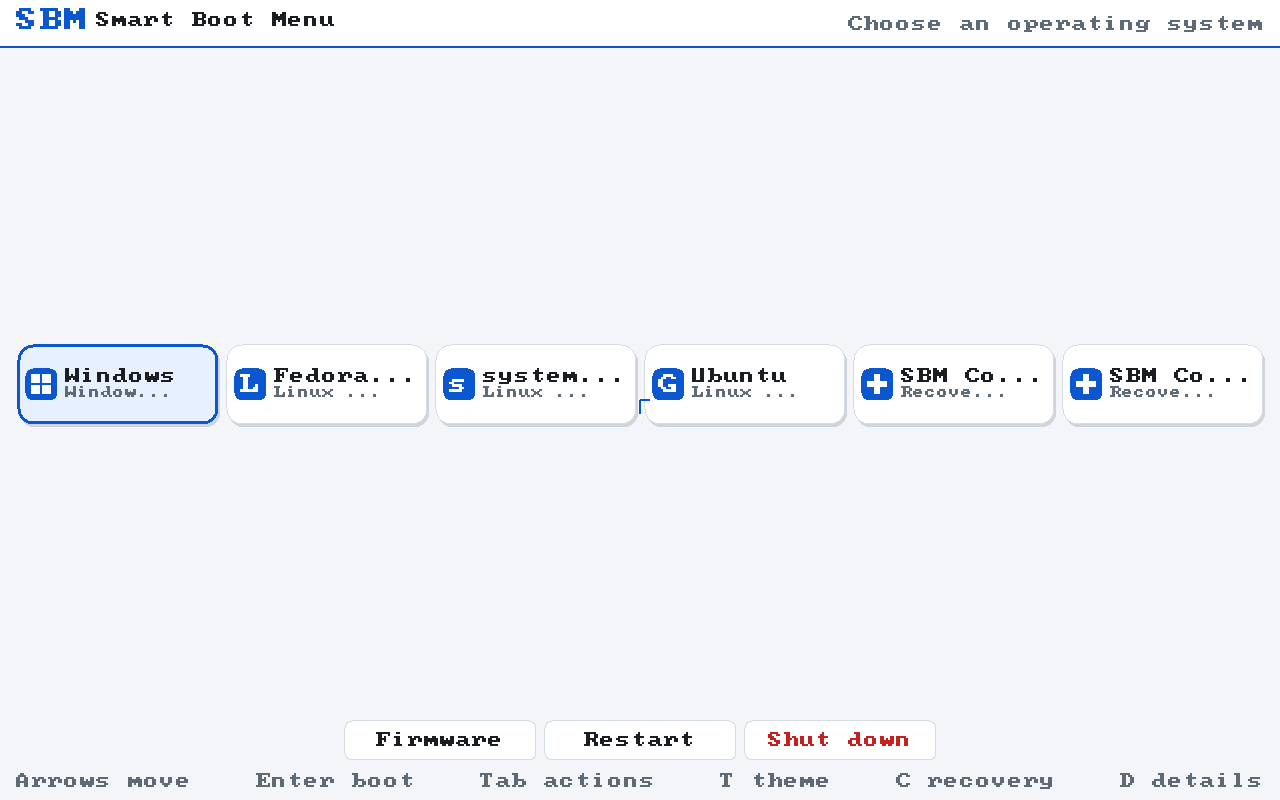 SBM Smart Boot Menu
Choose an operating system
Windows
Window...
L
Fedora...
Linux ...
s
system...
Linux ...
G
Ubuntu
Linux ...
SBM Co...
Recove...
SBM Co...
Recove...
Firmware
Restart
Shut down
Arrows move
Enter boot
Tab actions
T theme
C recovery
D details